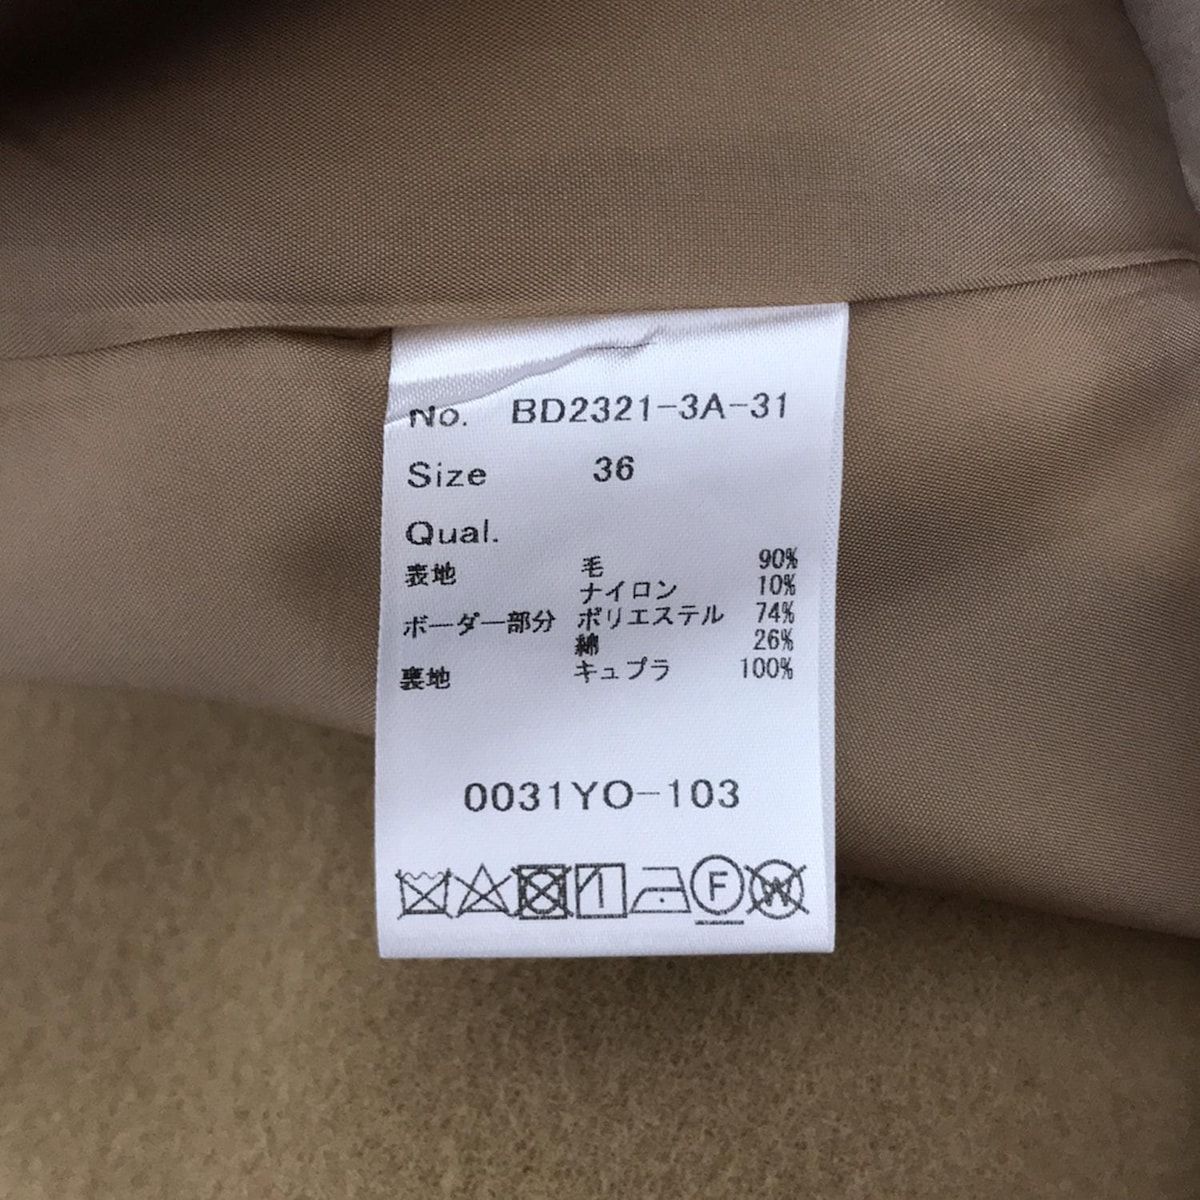 No. BD2321-3A-31
Size 36
Qual.
表地 毛 90%
ナイロン 10%
ボーダー部分 ポリエステル 74%
綿 26%
裏地 キュプラ 100%
0031YO-103
F W